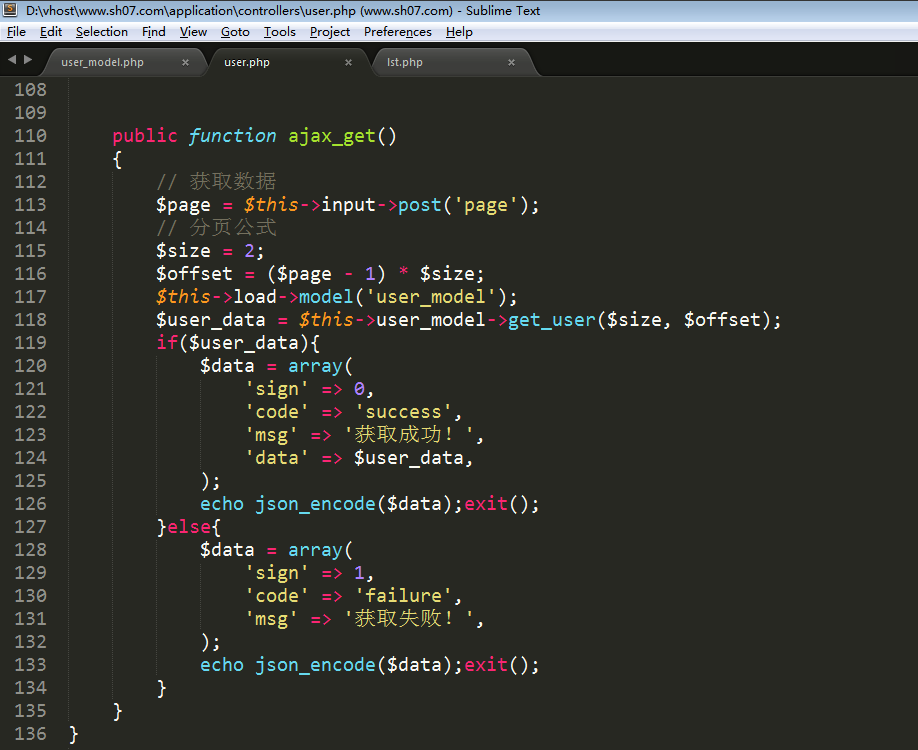 D:\vhost\www.sh07.com\application\controllers\user.php (www.sh07.com) - Sublime Text
File Edit Selection Find View Goto Tools Project Preferences Help
user_model.php × user.php × lst.php ×
108
109
110 public function ajax_get()
111 {
112 // 获取数据
113 $page = $this->input->post('page');
114 // 分页公式
115 $size = 2;
116 $offset = ($page - 1) * $size;
117 $this->load->model('user_model');
118 $user_data = $this->user_model->get_user($size, $offset);
119 if($user_data){
120 $data = array(
121 'sign' => 0,
122 'code' => 'success',
123 'msg' => '获取成功！',
124 'data' => $user_data,
125 );
126 echo json_encode($data);exit();
127 }else{
128 $data = array(
129 'sign' => 1,
130 'code' => 'failure',
131 'msg' => '获取失败！',
132 );
133 echo json_encode($data);exit();
134 }
135 }
136 }